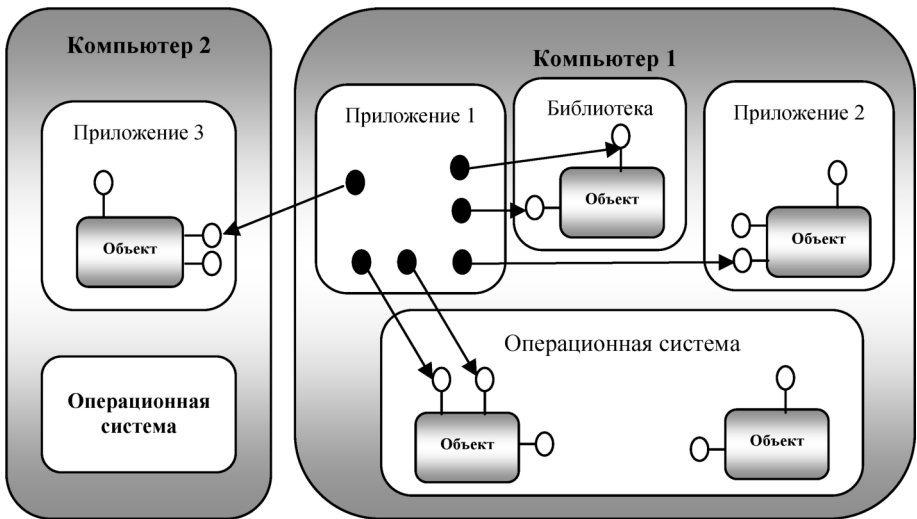 Компьютер 2
Приложение 3
Объект
Операционная
система
Компьютер 1
Приложение 1
Библиотека
Объект
Приложение 2
Объект
Операционная система
Объект
Объект